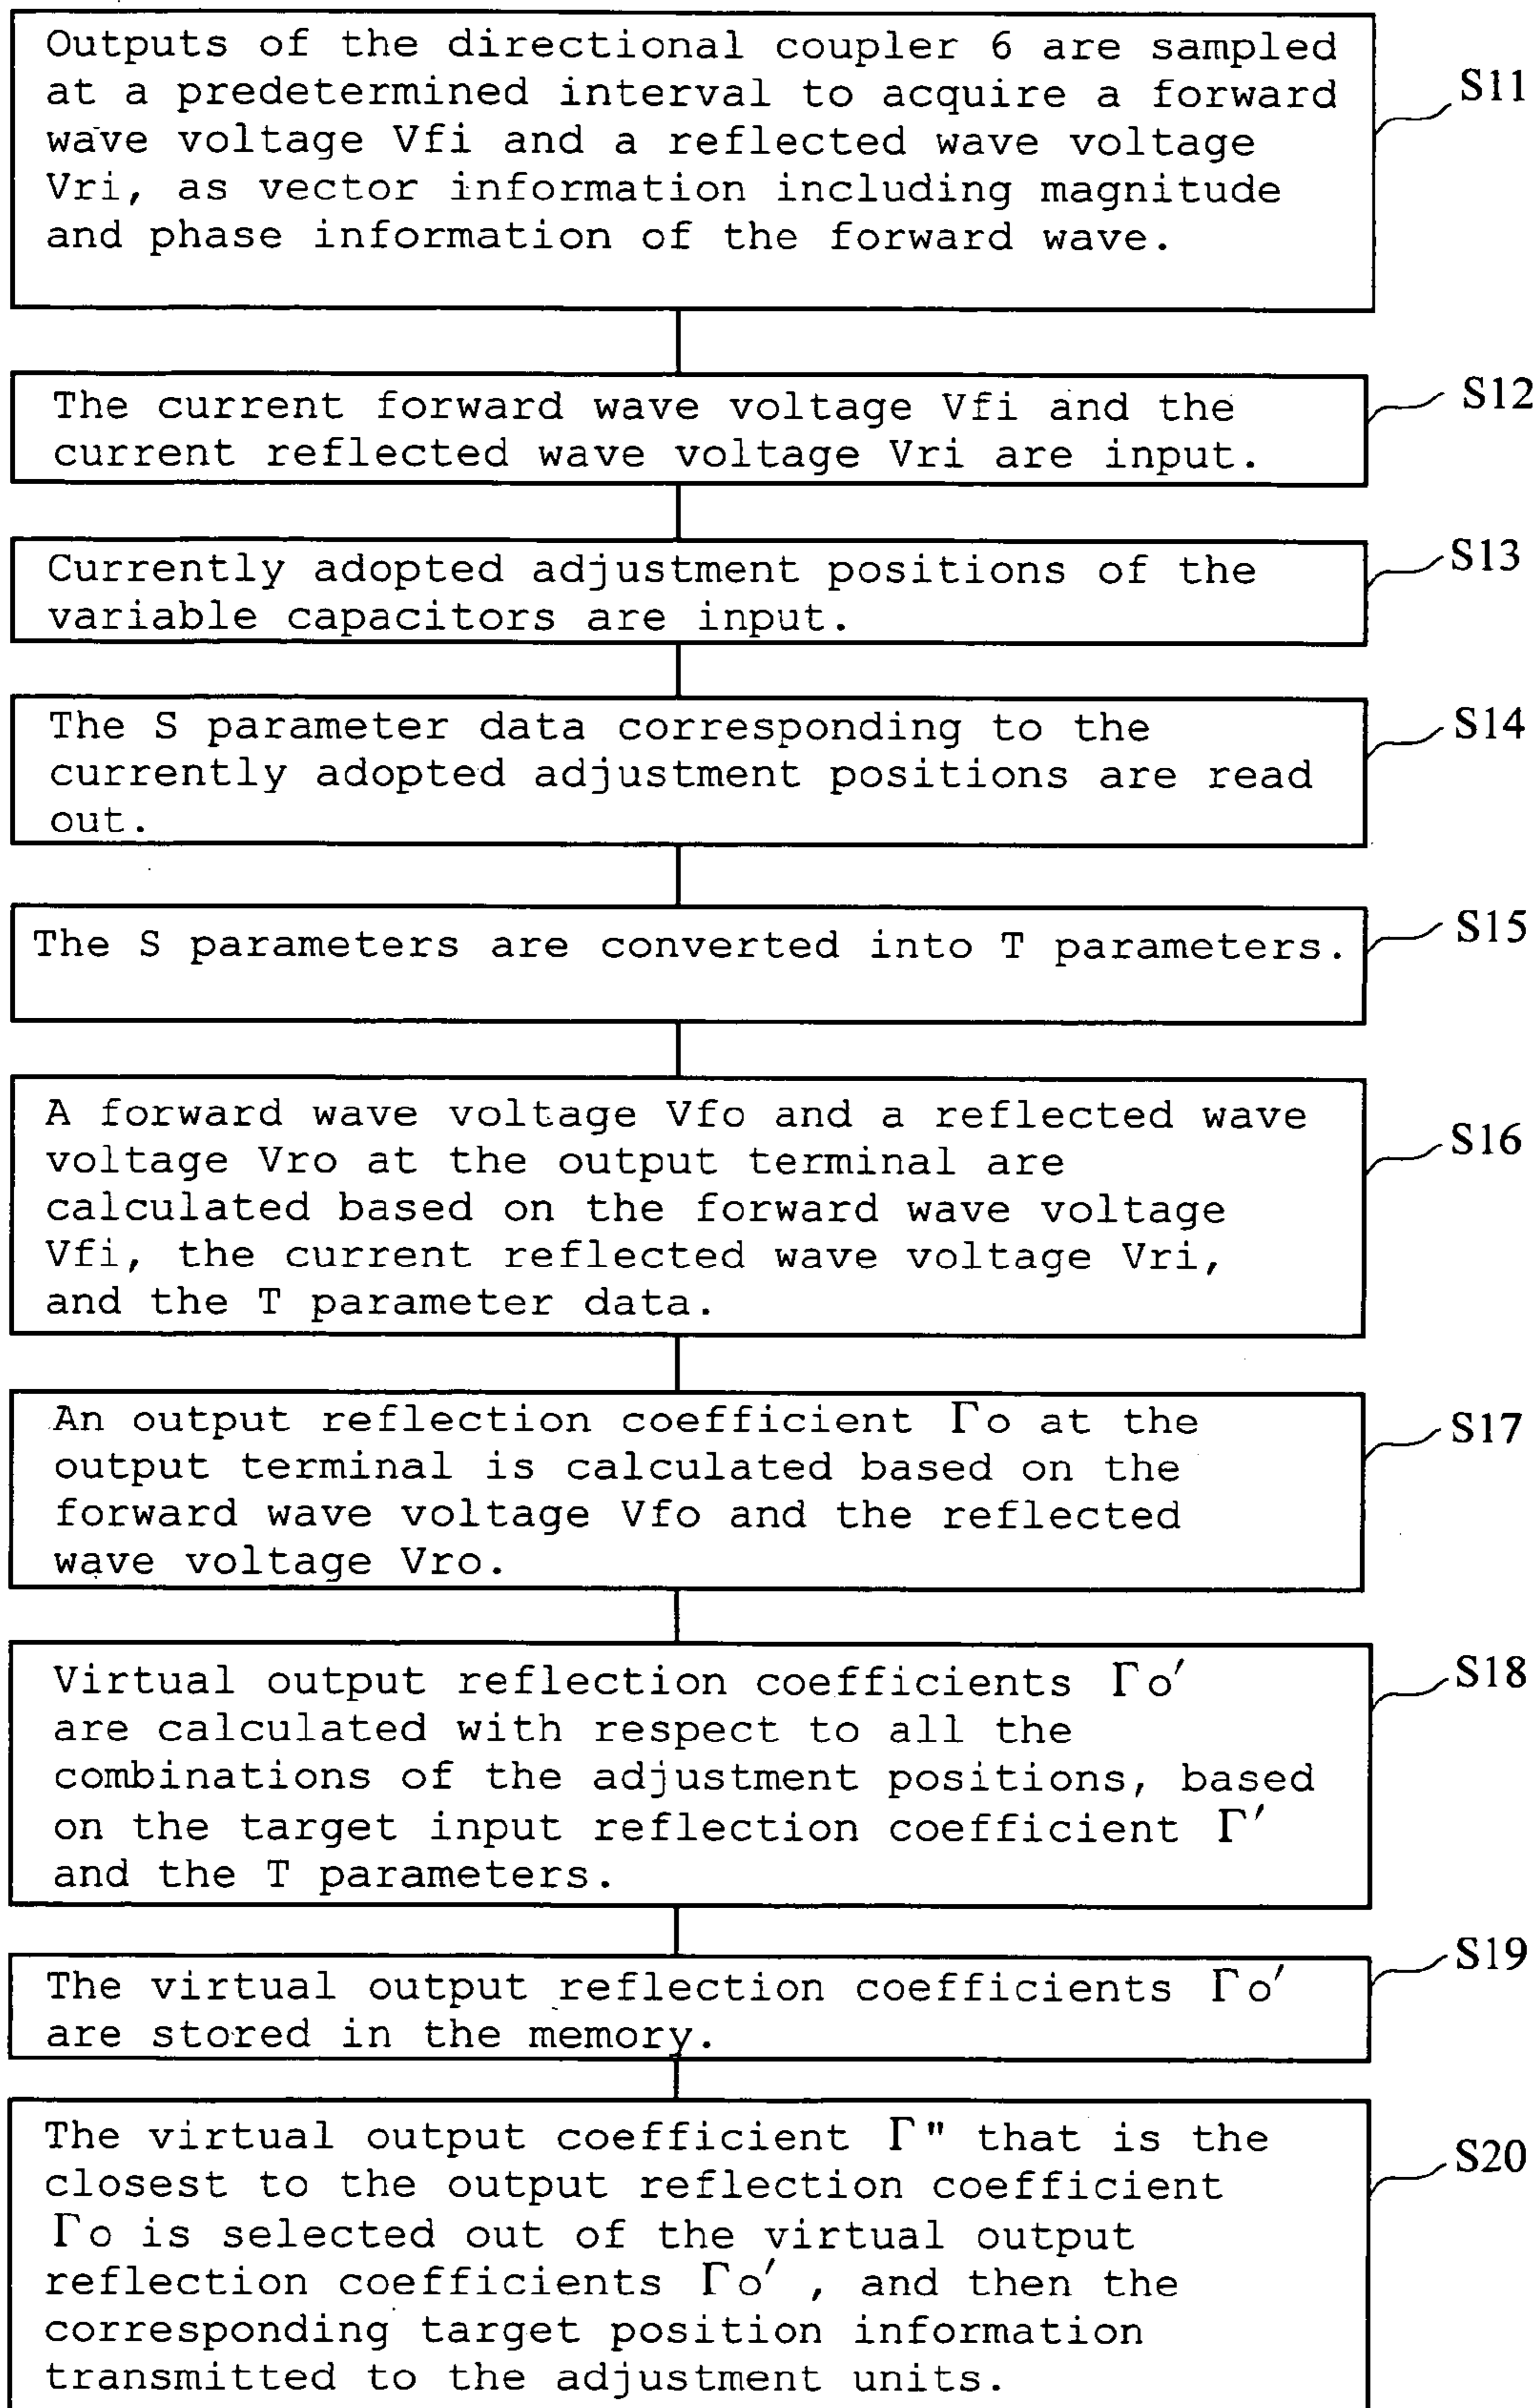 Outputs of the directional coupler 6 are sampled
at a predetermined interval to acquire a forward
wave voltage Vfi and a reflected wave voltage
Vri, as vector information including magnitude
and phase information of the forward wave.
S11
The current forward wave voltage Vfi and the
current reflected wave voltage Vri are input.
S12
Currently adopted adjustment positions of the
variable capacitors are input.
S13
The S parameter data corresponding to the
currently adopted adjustment positions are read
out.
S14
The S parameters are converted into T parameters.
S15
A forward wave voltage Vfo and a reflected wave
voltage Vro at the output terminal are
calculated based on the forward wave voltage
Vfi, the current reflected wave voltage Vri,
and the T parameter data.
S16
An output reflection coefficient Γo at the
output terminal is calculated based on the
forward wave voltage Vfo and the reflected
wave voltage Vro.
S17
Virtual output reflection coefficients Γo′
are calculated with respect to all the
combinations of the adjustment positions, based
on the target input reflection coefficient Γ′
and the T parameters.
S18
The virtual output reflection coefficients Γo′
are stored in the memory.
S19
The virtual output coefficient Γ" that is the
closest to the output reflection coefficient
Γo is selected out of the virtual output
reflection coefficients Γo′ , and then the
corresponding target position information
transmitted to the adjustment units.
S20